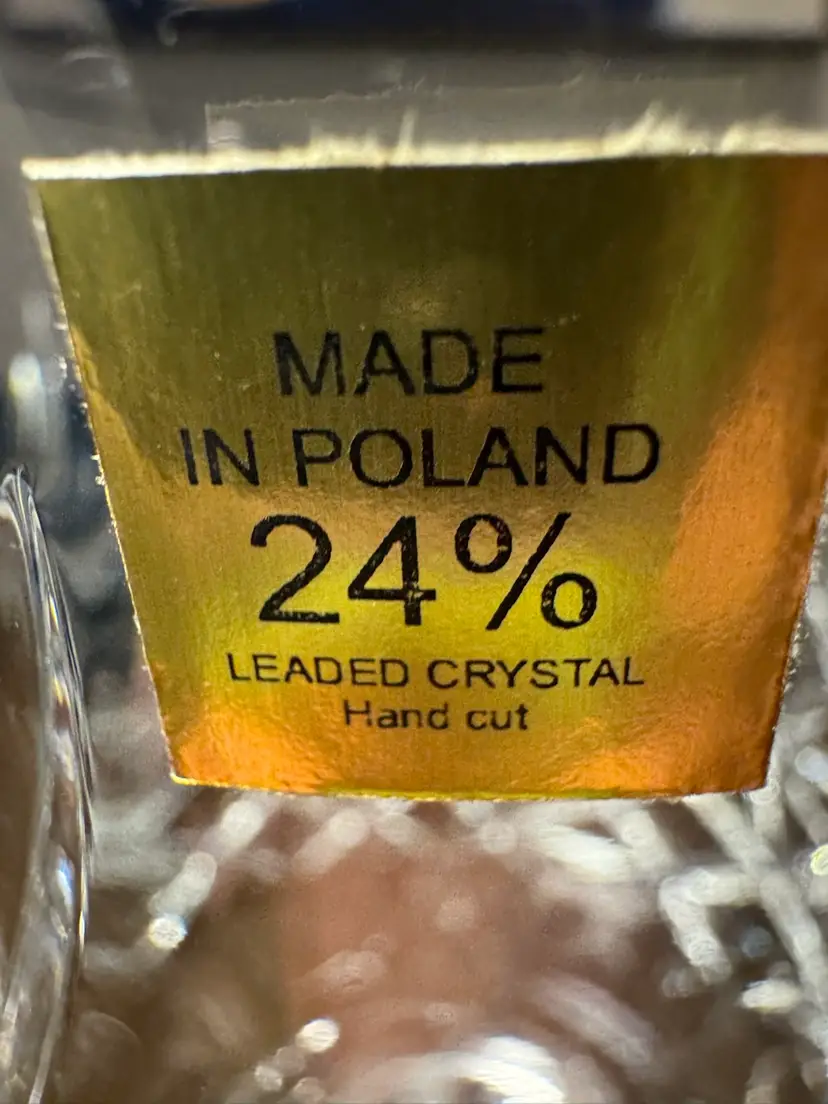 MADE
IN POLAND
24%
LEADED CRYSTAL
Hand cut